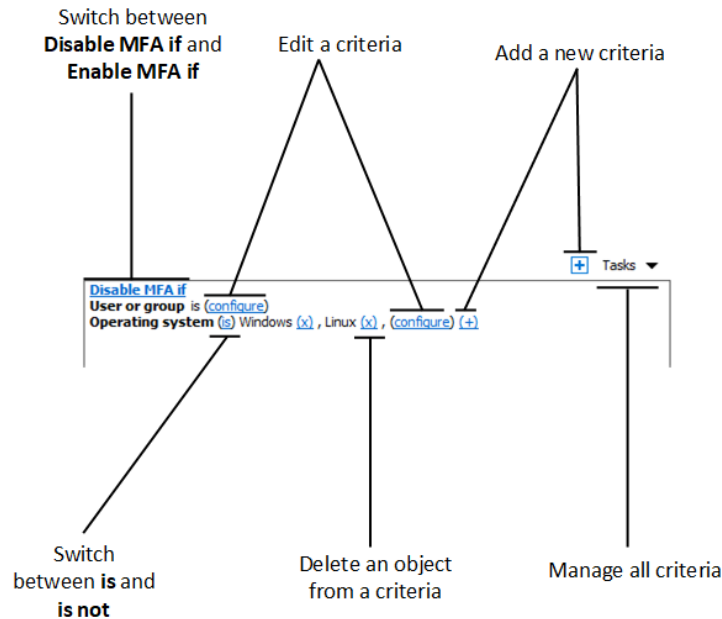 Switch between
Disable MFA if and
Enable MFA if
Edit a criteria
Add a new criteria
+ Tasks
Disable MFA if
User or group is (configure)
Operating system (is) Windows (x) , Linux (x) , (configure) (+)
Switch
between is and
is not
Delete an object
from a criteria
Manage all criteria